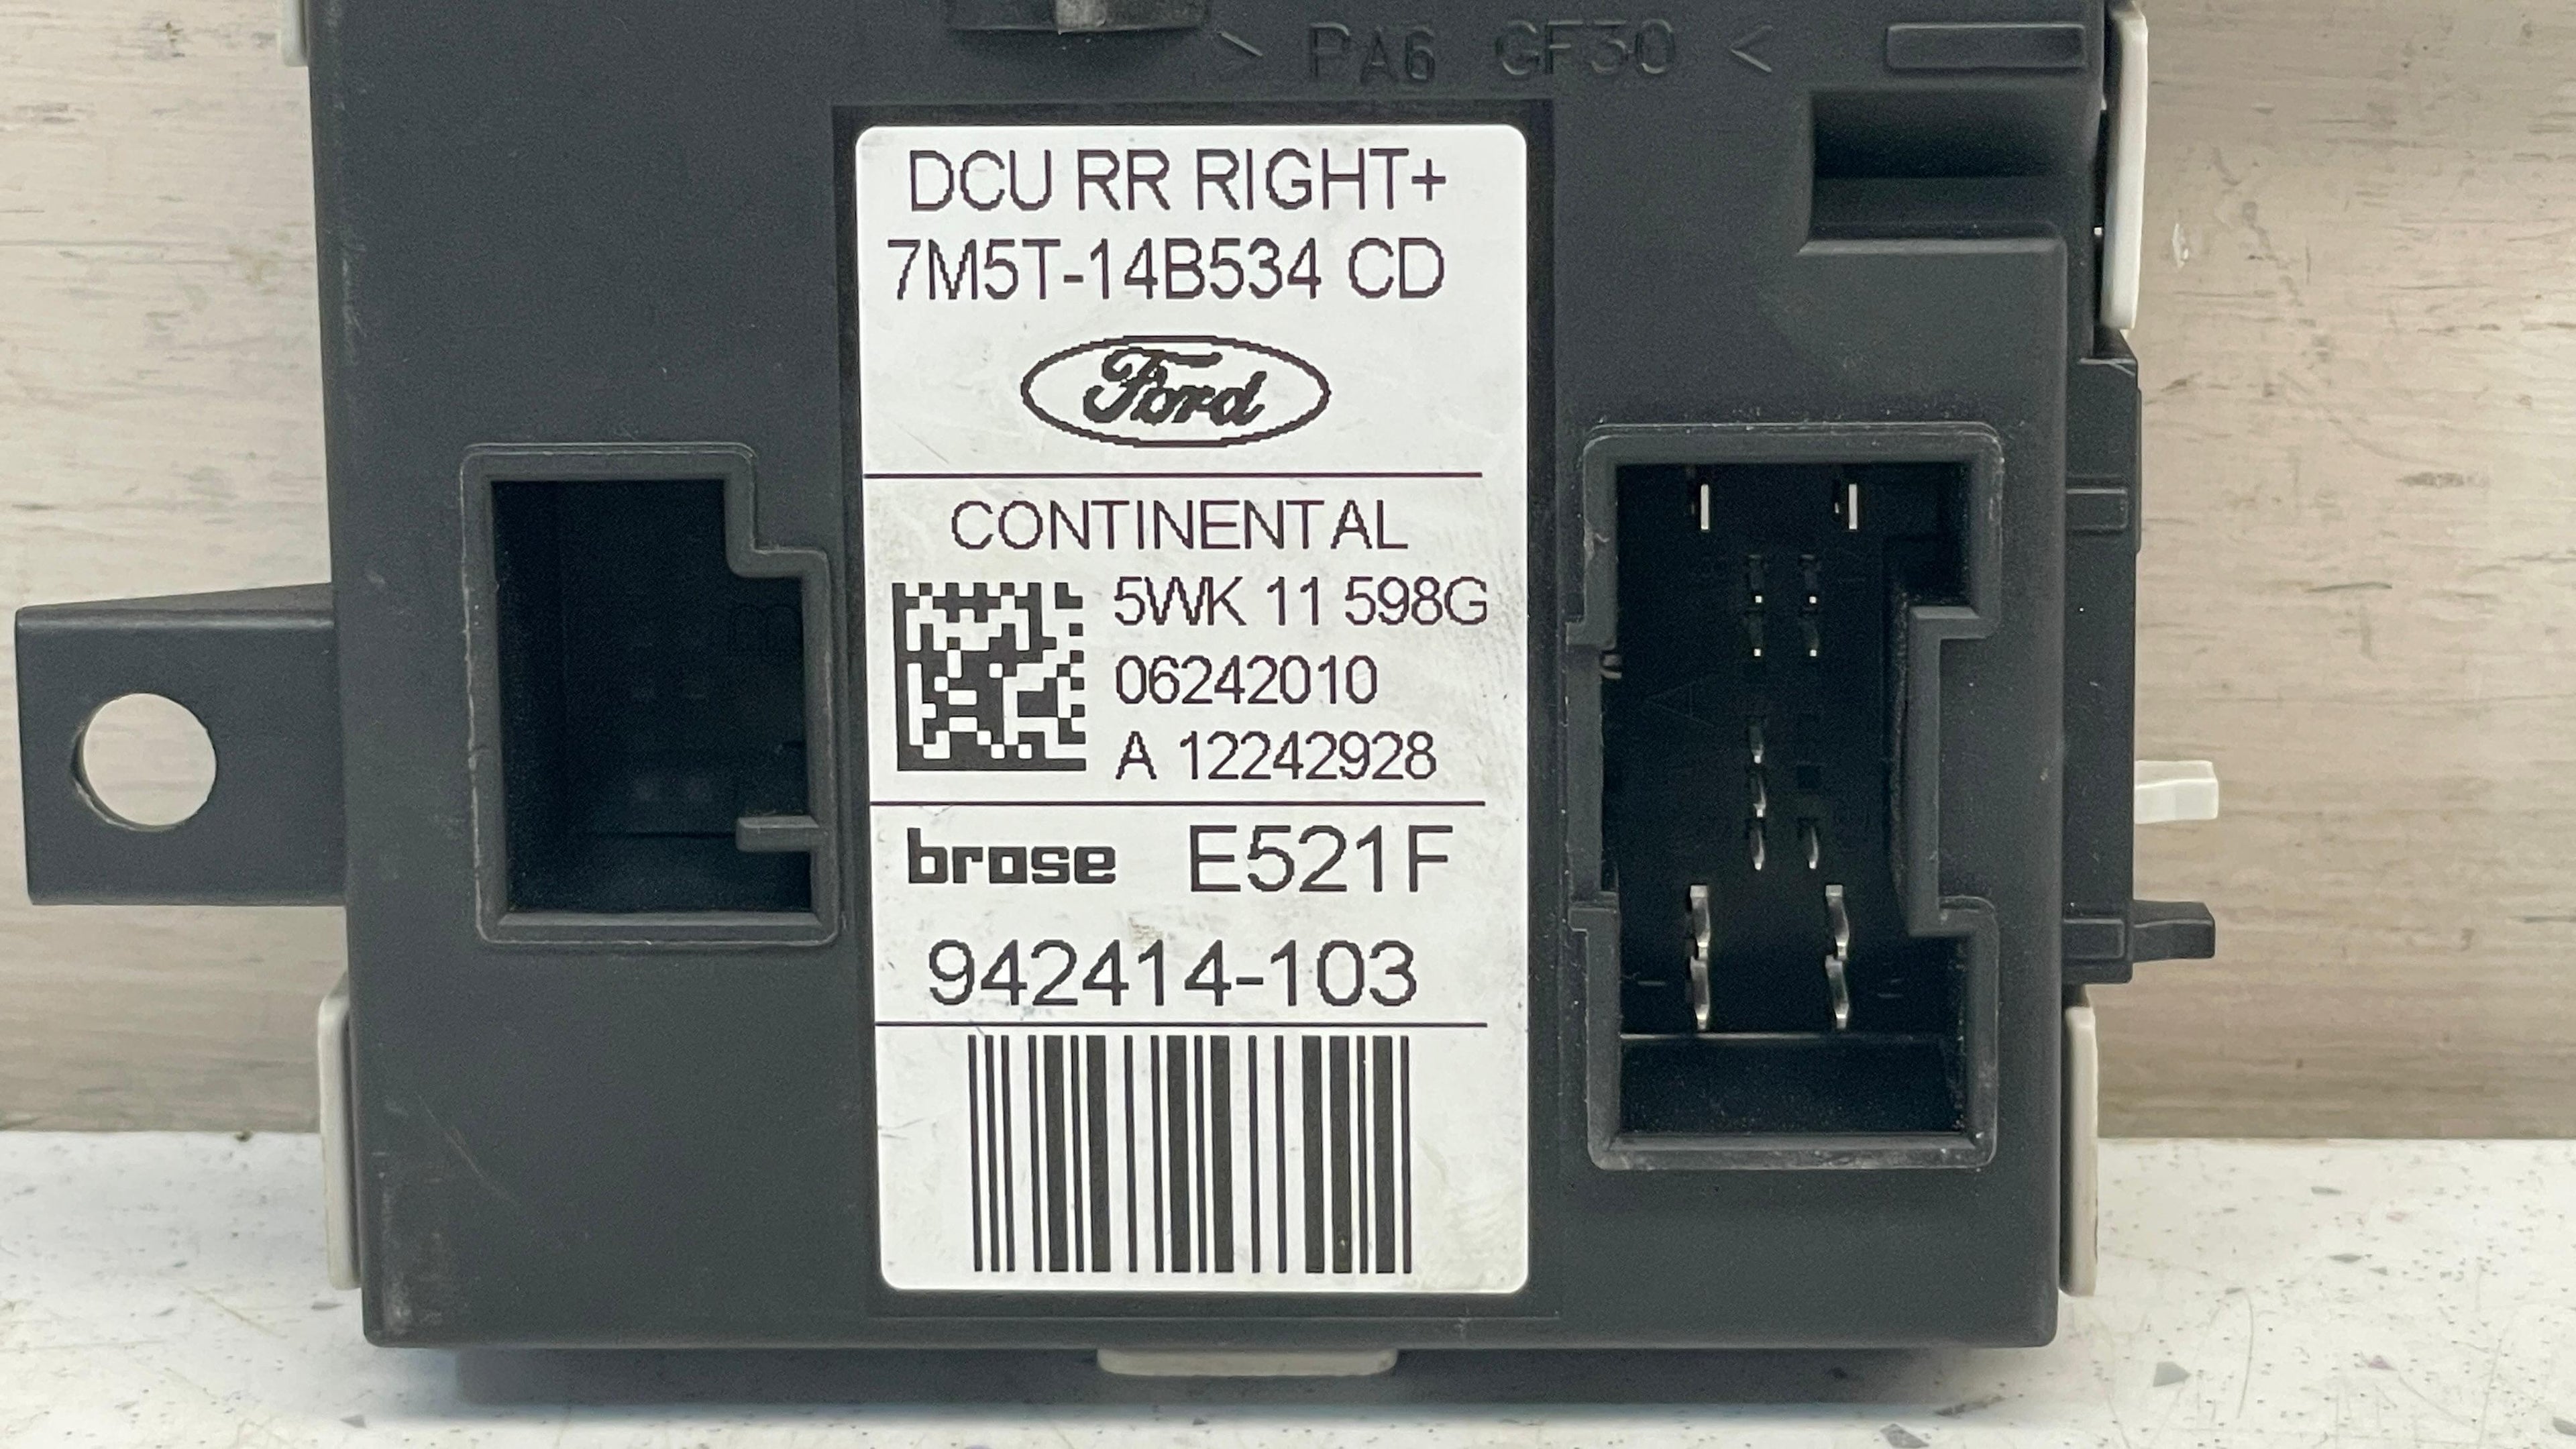 > PA6 GF30 <
DCU RR RIGHT+
7M5T-14B534 CD
Ford
CONTINENTAL
5WK 11 598G
06242010
A 12242928
brose E521F
942414-103